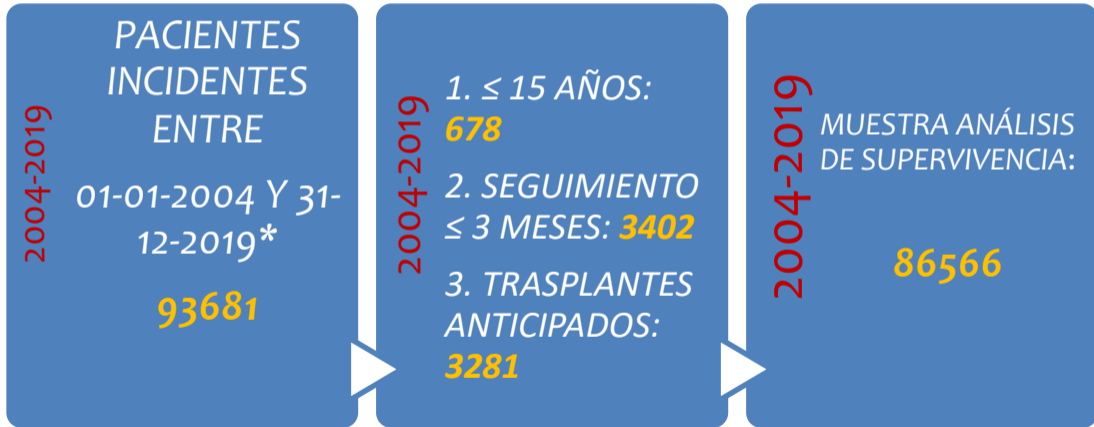 2004-2019
PACIENTES
INCIDENTES
ENTRE
01-01-2004 Y 31-
12-2019*
93681
2004-2019
1. ≤ 15 AÑOS:
678
2. SEGUIMIENTO
≤ 3 MESES: 3402
3. TRASPLANTES
ANTICIPADOS:
3281
2004-2019
MUESTRA ANÁLISIS
DE SUPERVIVENCIA:
86566